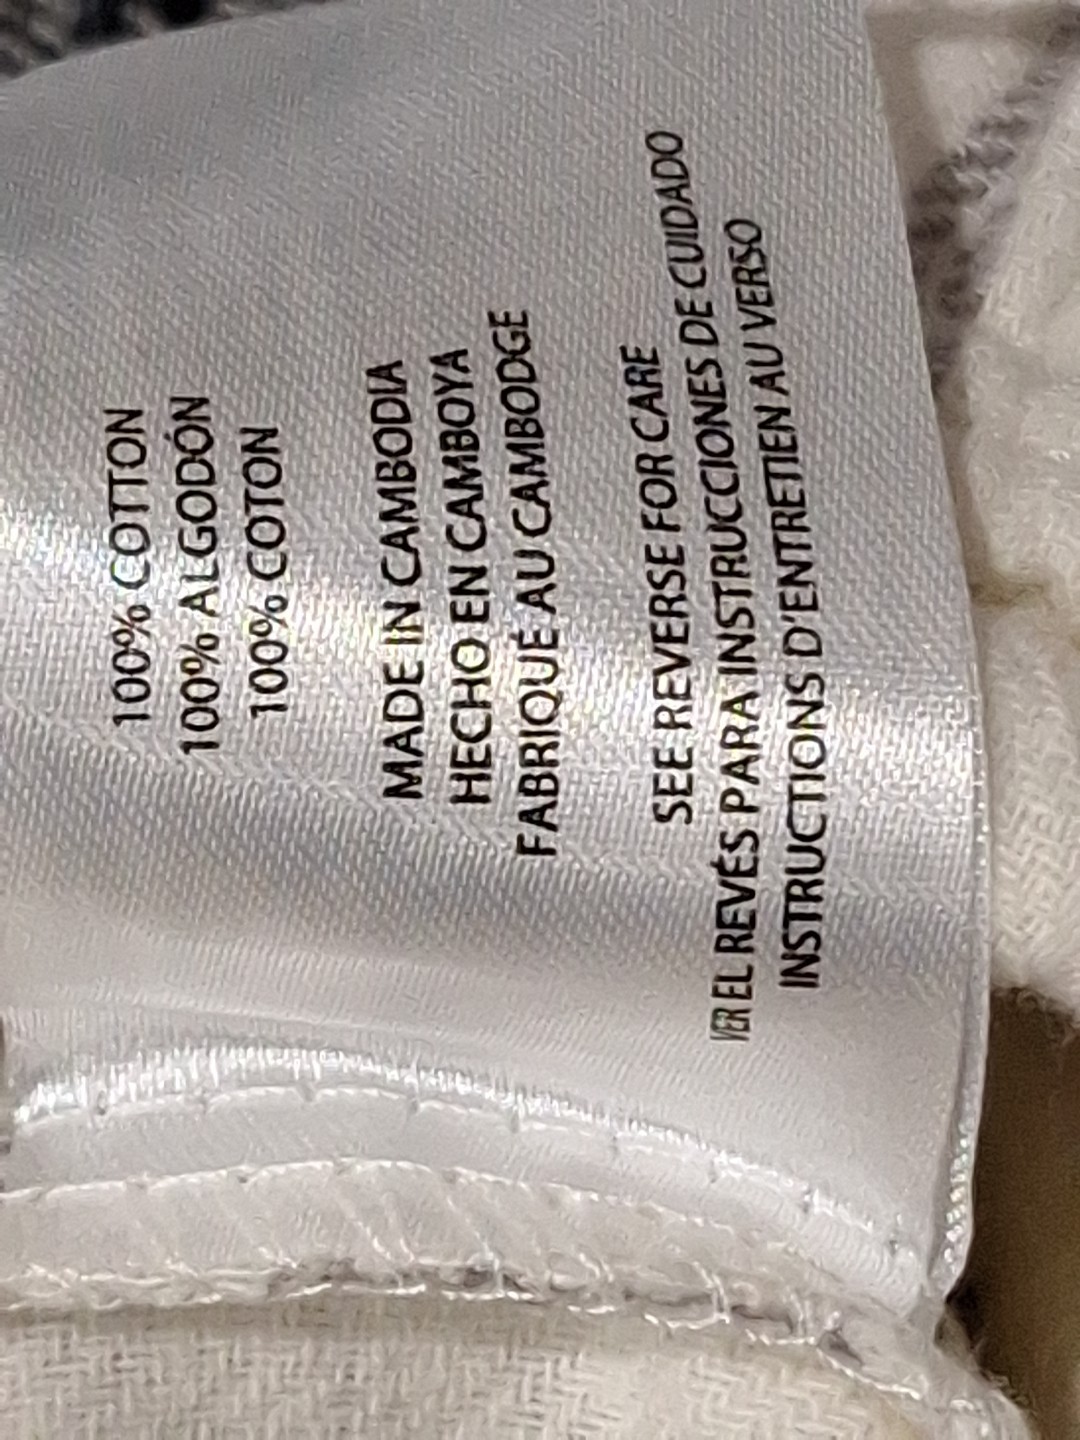 100% COTTON
100% ALGODÓN
100% COTON
MADE IN CAMBODIA
HECHO EN CAMBOYA
FABRIQUÉ AU CAMBODGE
SEE REVERSE FOR CARE
VER EL REVÉS PARA INSTRUCCIONES DE CUIDADO
INSTRUCTIONS D'ENTRETIEN AU VERSO